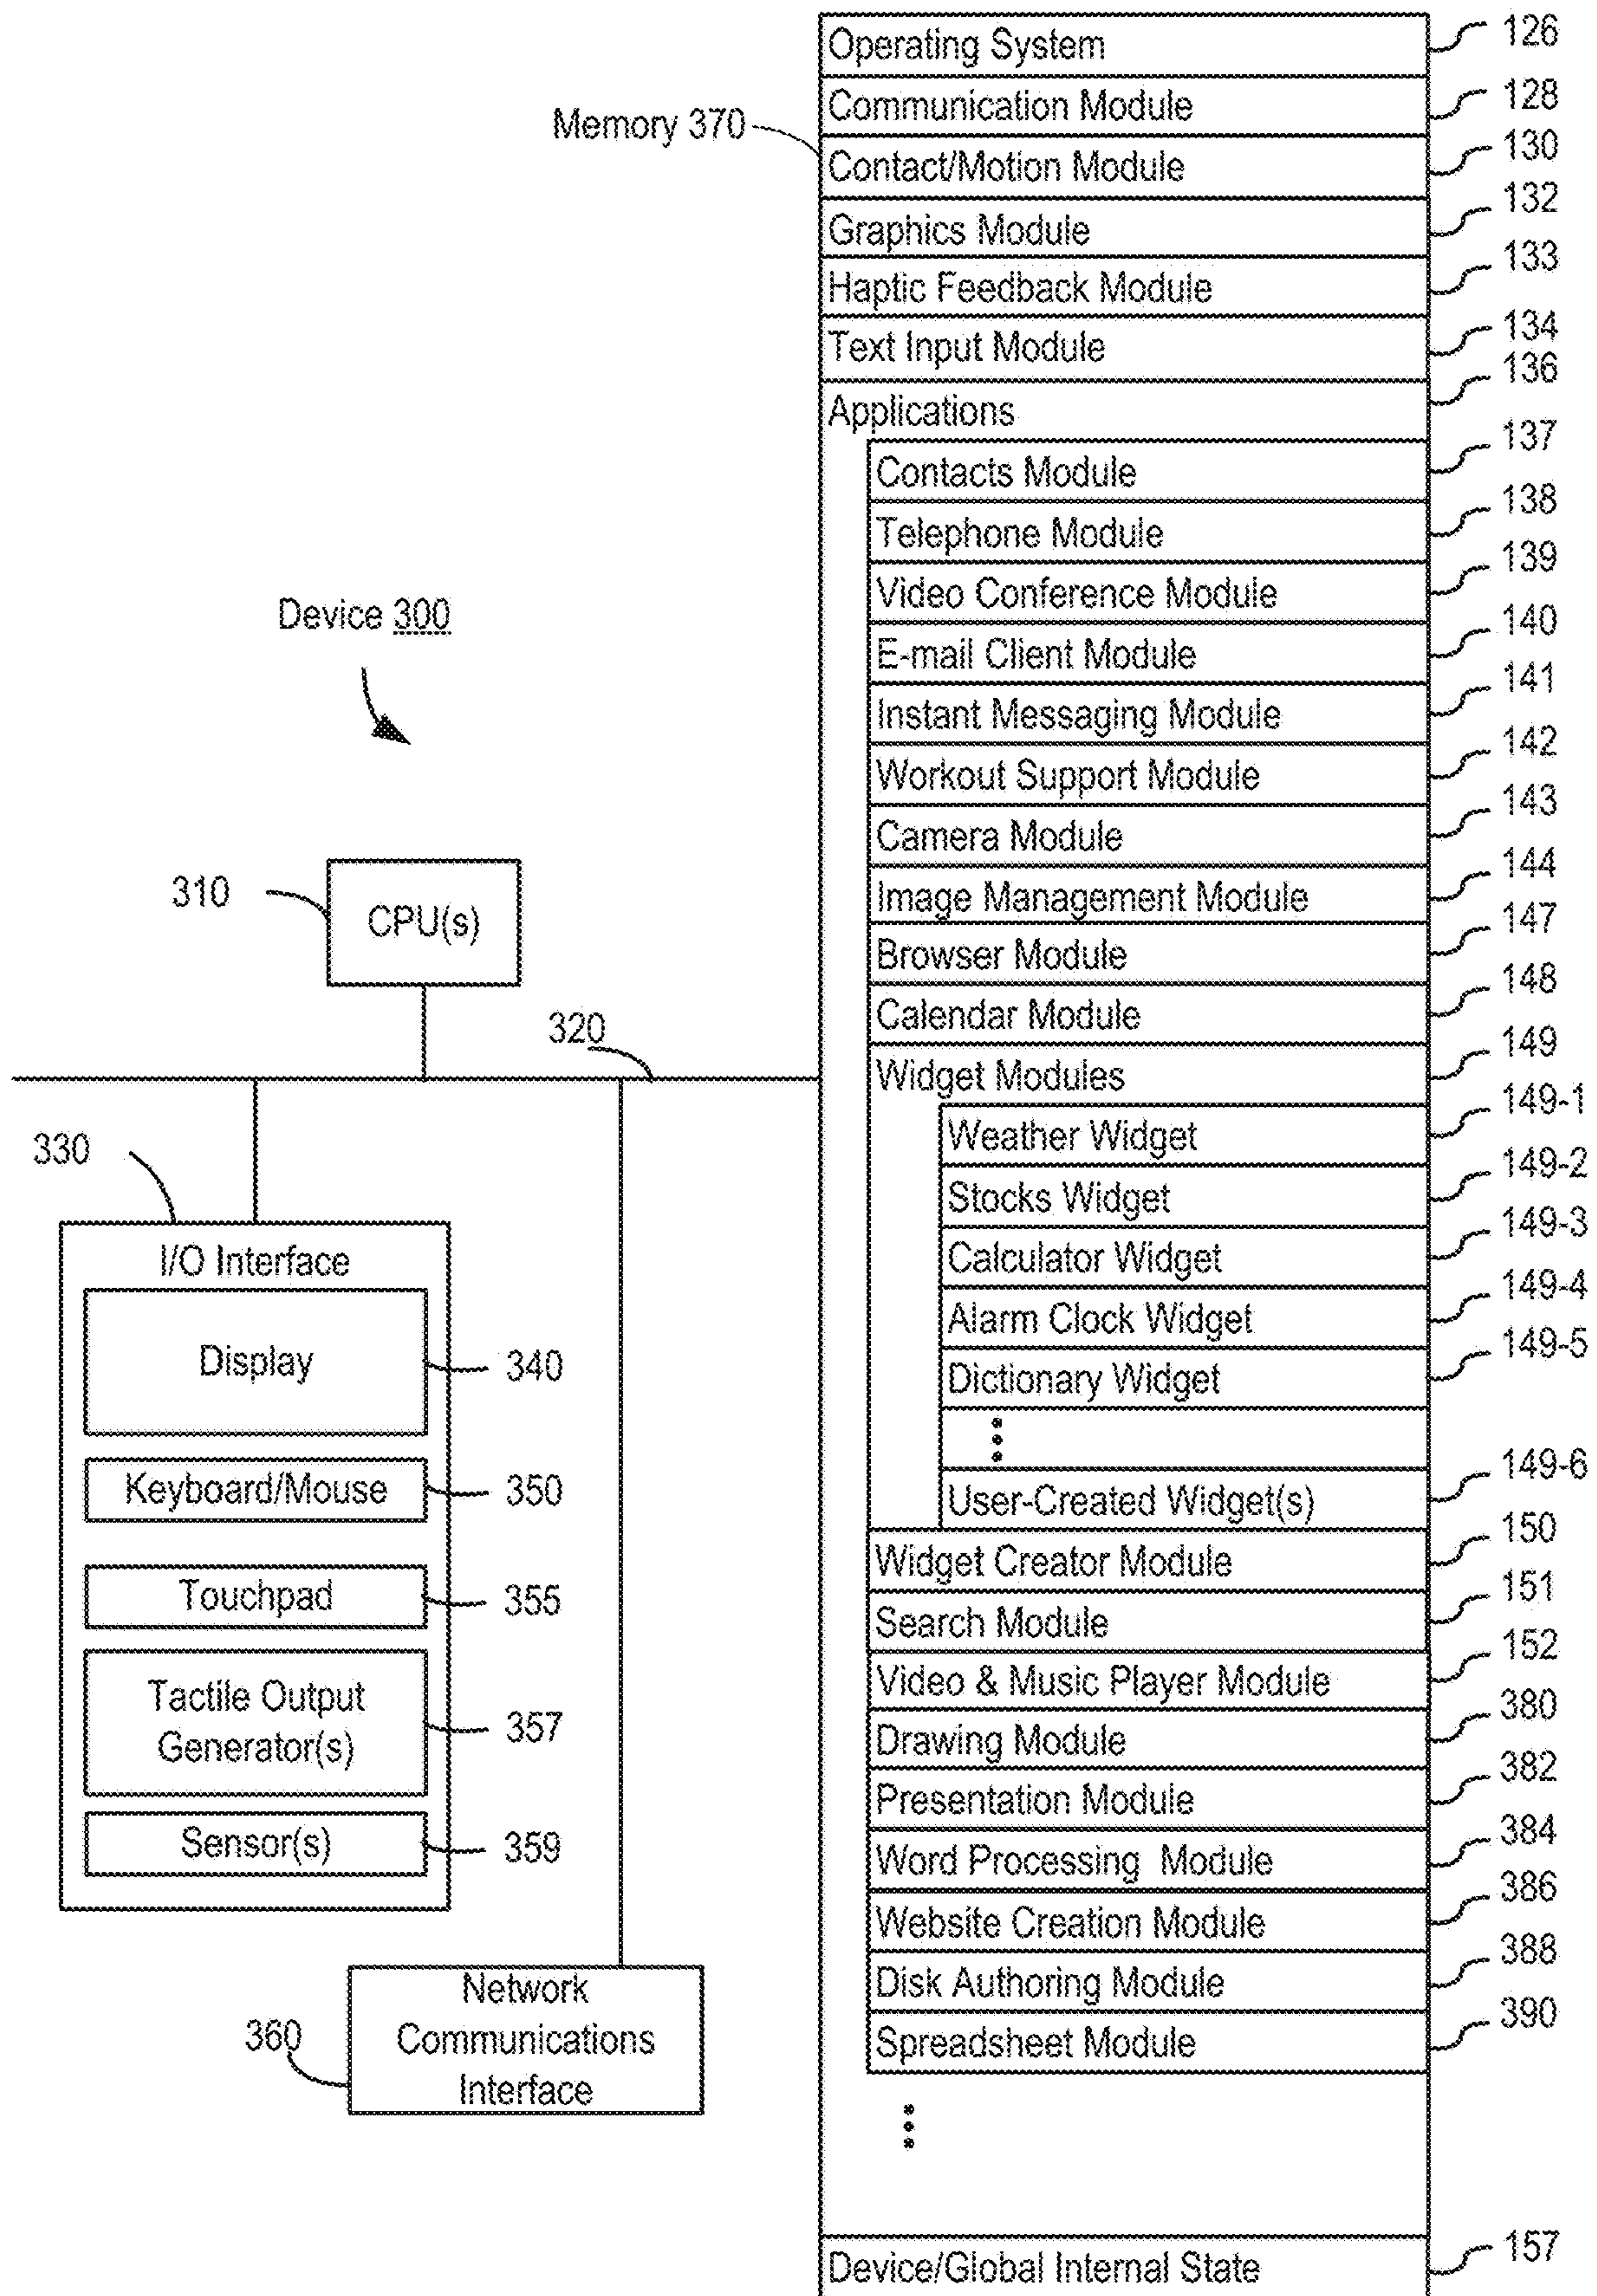 Device 300
310
CPU(s)
320
330
I/O Interface
Display
340
Keyboard/Mouse
350
Touchpad
355
Tactile Output
Generator(s)
357
Sensor(s)
359
Network
Communications
Interface
360
Memory 370
Operating System
126
Communication Module
128
Contact/Motion Module
130
Graphics Module
132
Haptic Feedback Module
133
Text Input Module
134
Applications
136
Contacts Module
137
Telephone Module
138
Video Conference Module
139
E-mail Client Module
140
Instant Messaging Module
141
Workout Support Module
142
Camera Module
143
Image Management Module
144
Browser Module
147
Calendar Module
148
Widget Modules
149
Weather Widget
149-1
Stocks Widget
149-2
Calculator Widget
149-3
Alarm Clock Widget
149-4
Dictionary Widget
149-5
User-Created Widget(s)
149-6
Widget Creator Module
150
Search Module
151
Video & Music Player Module
152
Drawing Module
380
Presentation Module
382
Word Processing Module
384
Website Creation Module
386
Disk Authoring Module
388
Spreadsheet Module
390
Device/Global Internal State
157